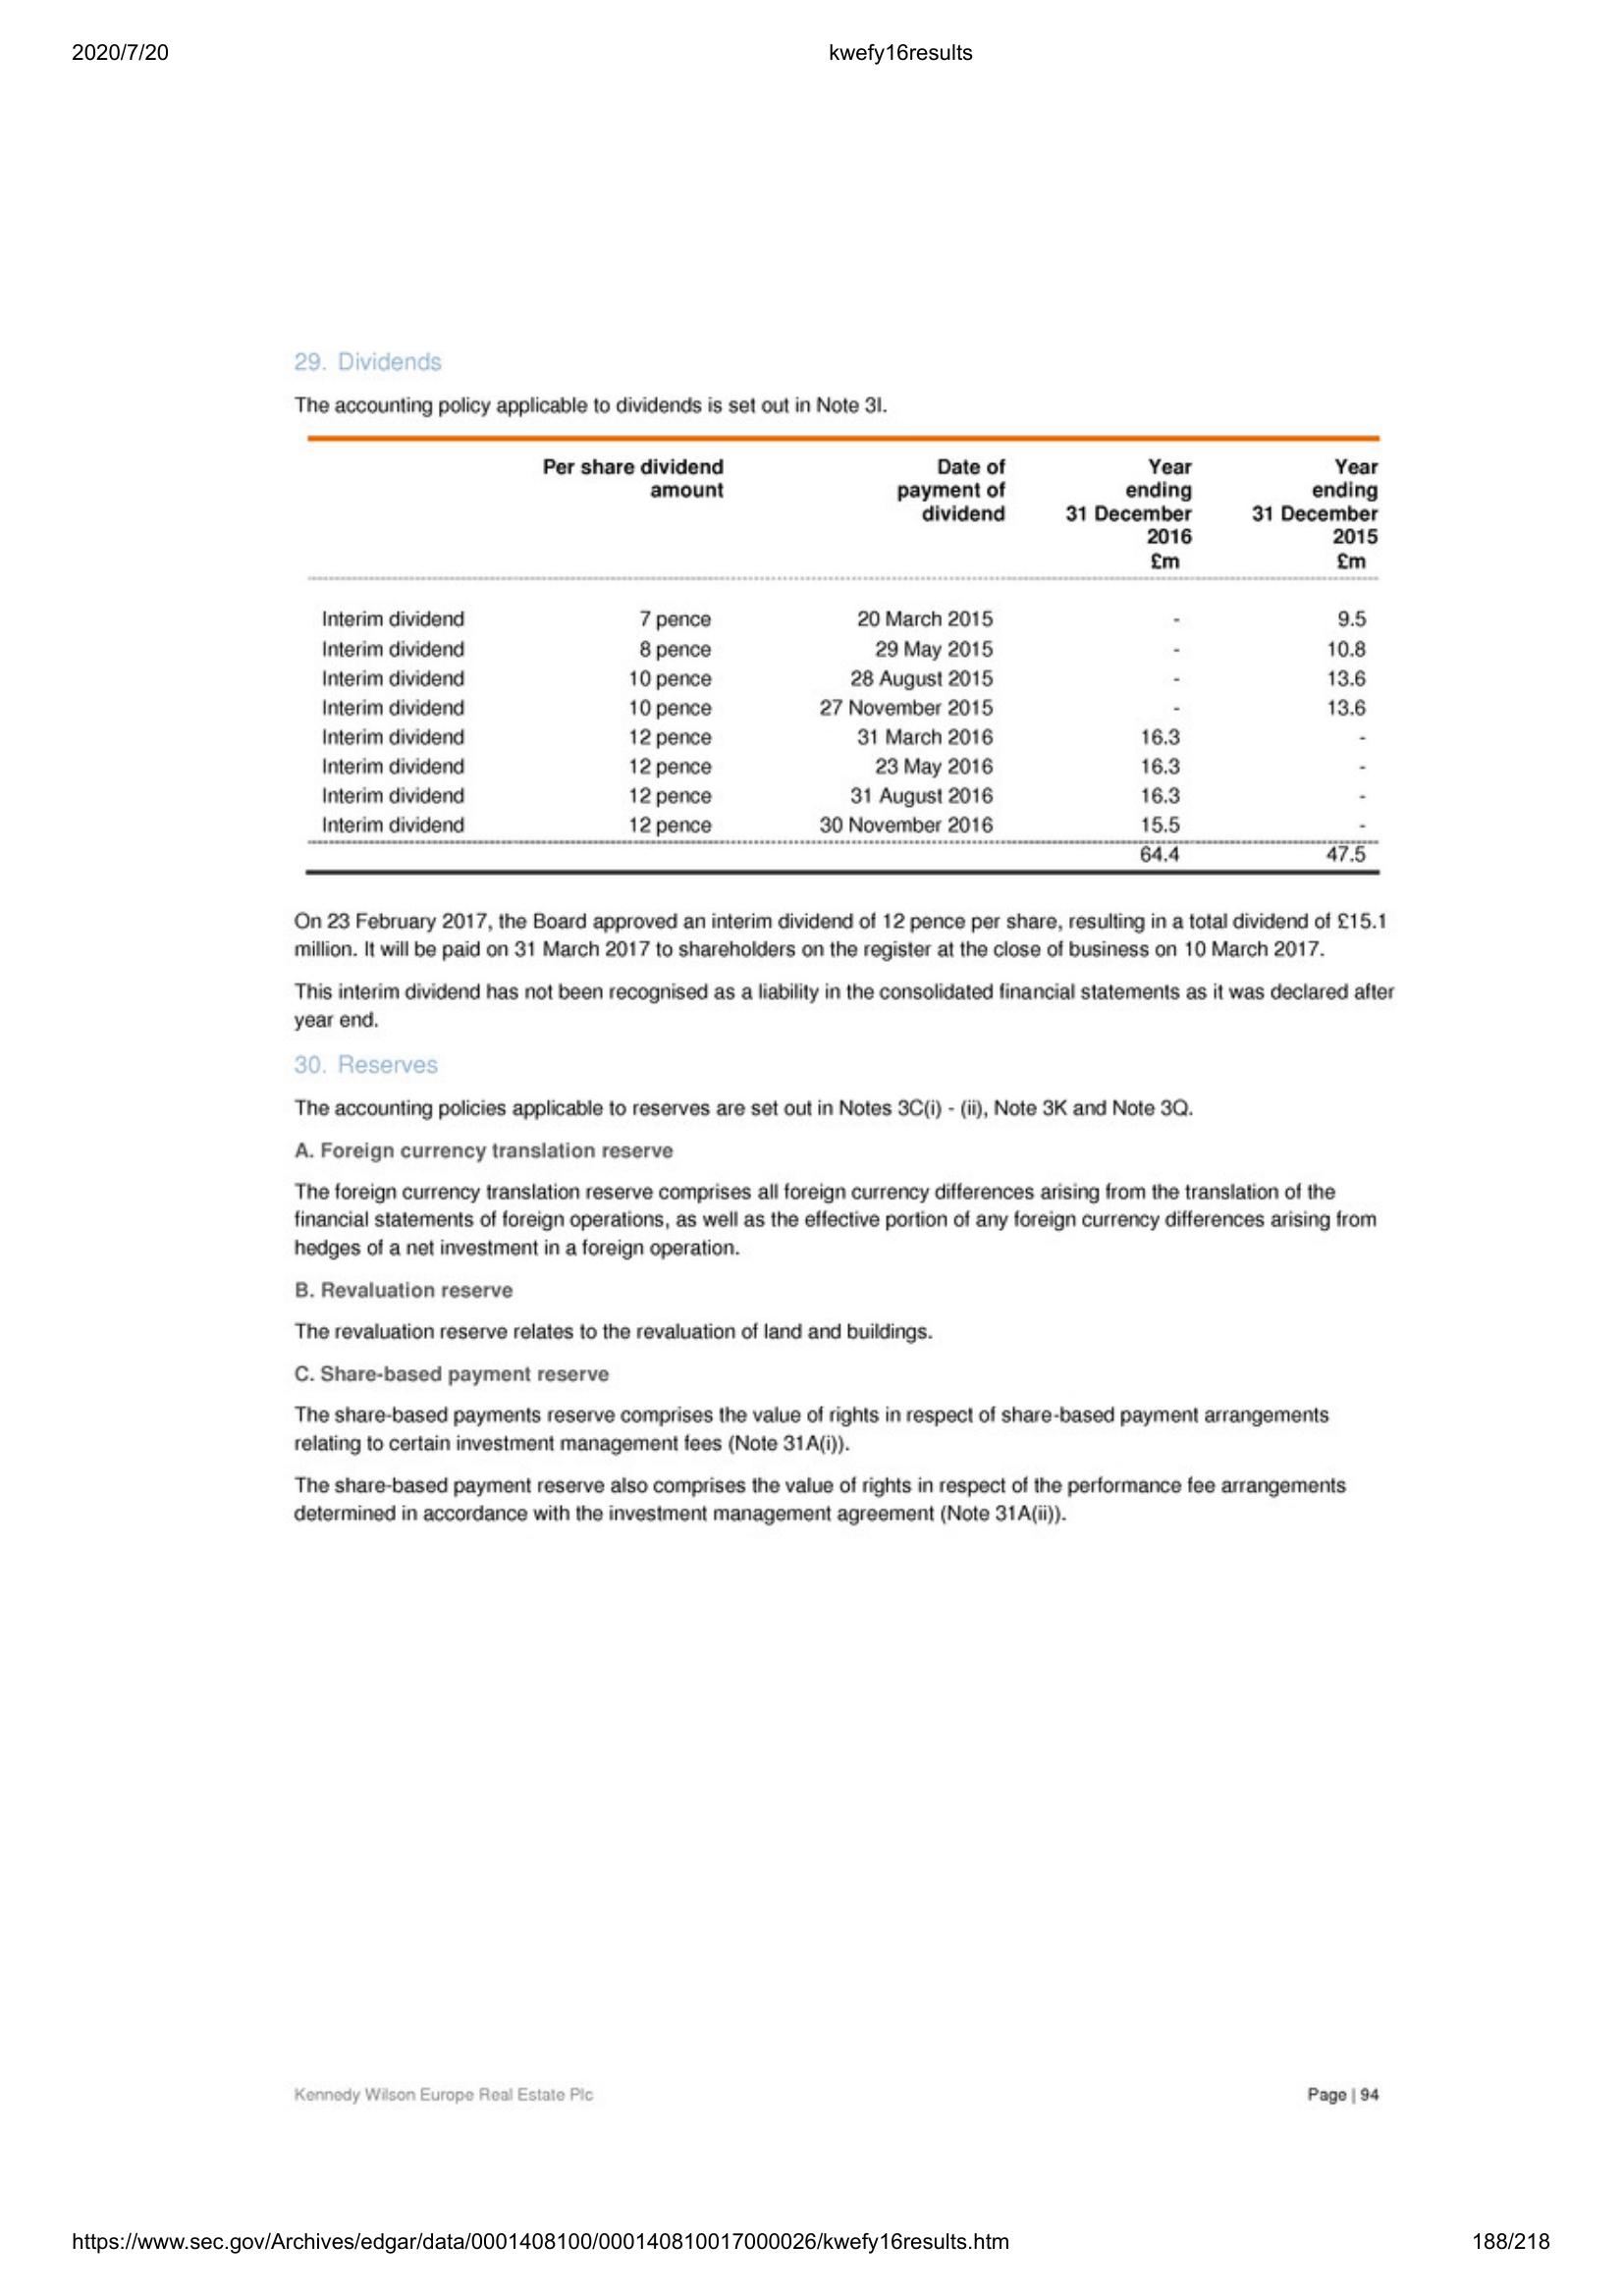 2020/7/20 kwefy16results
29. Dividends
The accounting policy applicable to dividends is set out in Note 3I.
Per share dividend amount Date of payment of dividend Year ending 31 December 2016 £m Year ending 31 December 2015 £m
Interim dividend 7 pence 20 March 2015 - 9.5
Interim dividend 8 pence 29 May 2015 - 10.8
Interim dividend 10 pence 28 August 2015 - 13.6
Interim dividend 10 pence 27 November 2015 - 13.6
Interim dividend 12 pence 31 March 2016 16.3 -
Interim dividend 12 pence 23 May 2016 16.3 -
Interim dividend 12 pence 31 August 2016 16.3 -
Interim dividend 12 pence 30 November 2016 15.5 -
64.4 47.5
On 23 February 2017, the Board approved an interim dividend of 12 pence per share, resulting in a total dividend of £15.1
million. It will be paid on 31 March 2017 to shareholders on the register at the close of business on 10 March 2017.
This interim dividend has not been recognised as a liability in the consolidated financial statements as it was declared after
year end.
30. Reserves
The accounting policies applicable to reserves are set out in Notes 3C(i) - (ii), Note 3K and Note 3Q.
A. Foreign currency translation reserve
The foreign currency translation reserve comprises all foreign currency differences arising from the translation of the
financial statements of foreign operations, as well as the effective portion of any foreign currency differences arising from
hedges of a net investment in a foreign operation.
B. Revaluation reserve
The revaluation reserve relates to the revaluation of land and buildings.
C. Share-based payment reserve
The share-based payments reserve comprises the value of rights in respect of share-based payment arrangements
relating to certain investment management fees (Note 31A(i)).
The share-based payment reserve also comprises the value of rights in respect of the performance fee arrangements
determined in accordance with the investment management agreement (Note 31A(ii)).
Kennedy Wilson Europe Real Estate Plc Page | 94
https://www.sec.gov/Archives/edgar/data/0001408100/000140810017000026/kwefy16results.htm 188/218